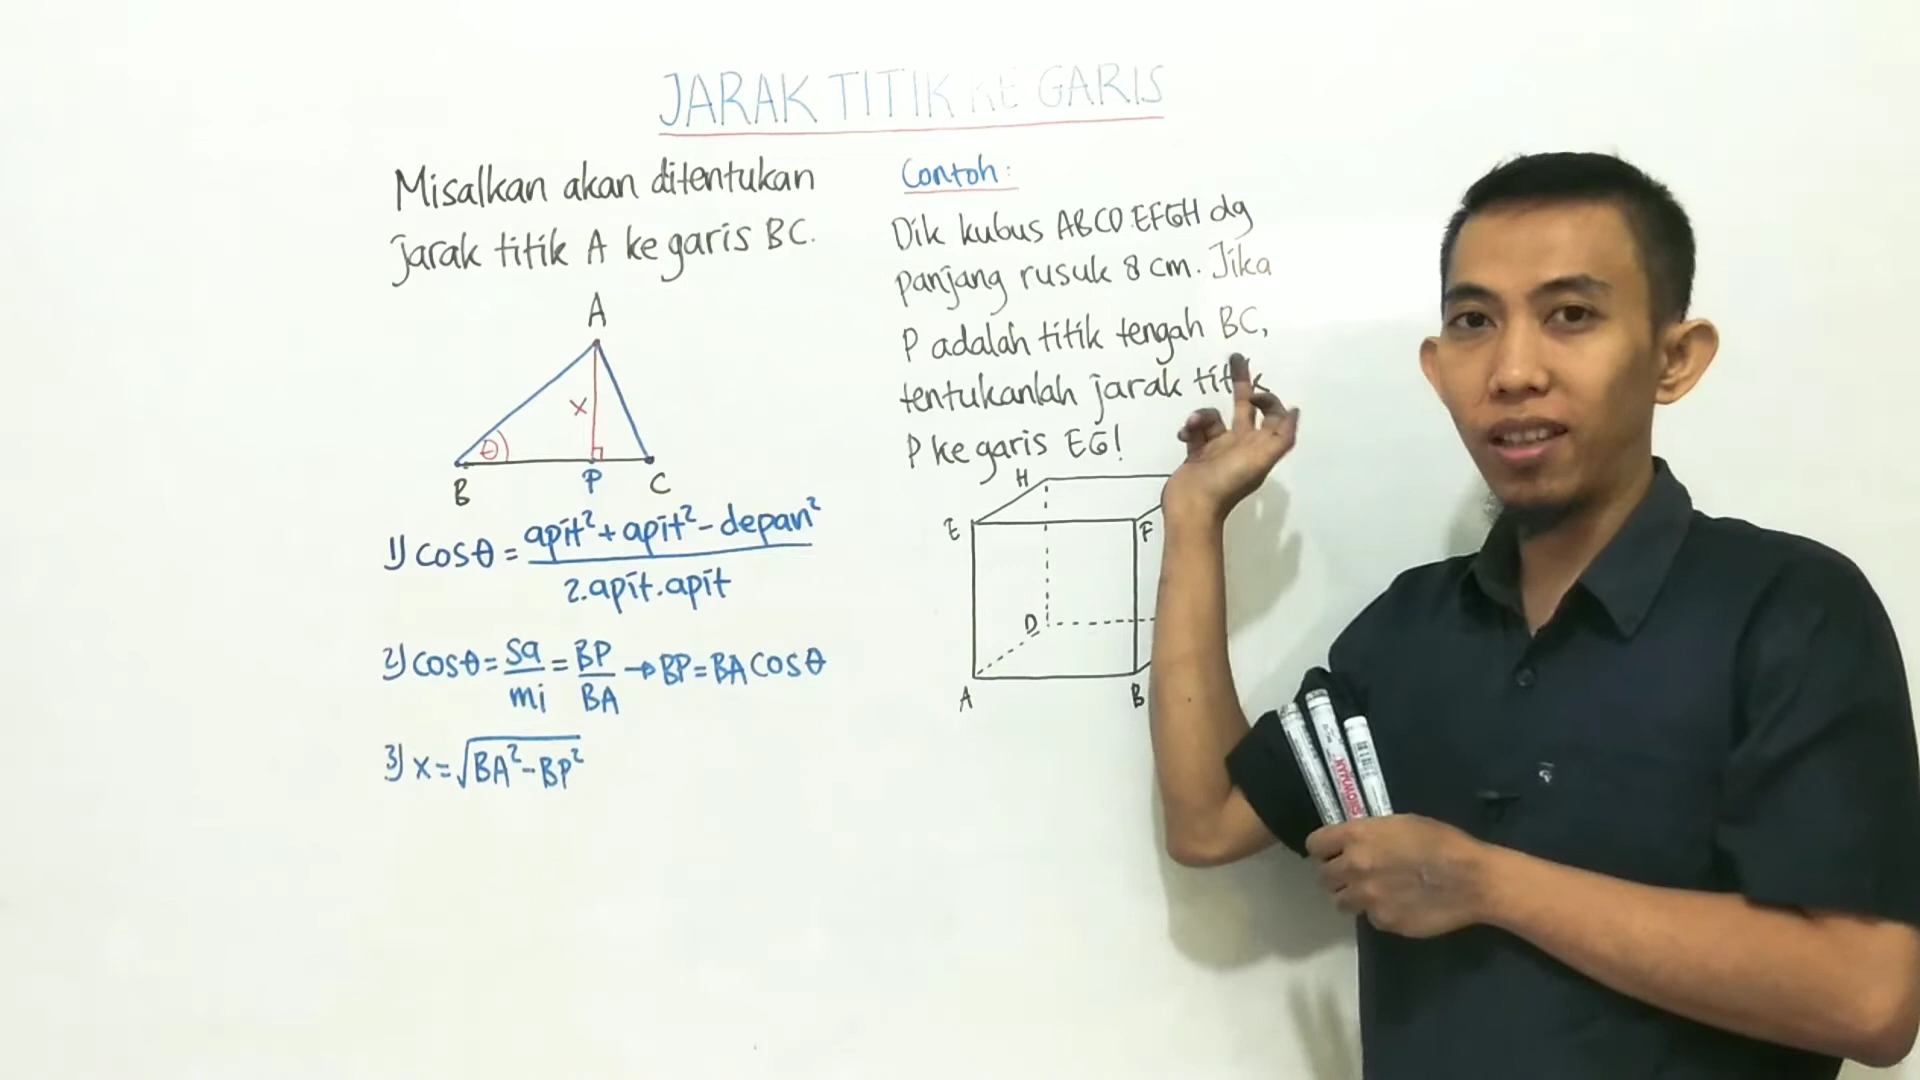 JARAK TITIK KE GARIS
Misalkan akan ditentukan
jarak titik A ke garis BC.
A
x
θ
B
P
C
1) cos θ = apit² + apit² - depan²
2.apit.apit
2) cos θ = sa = BP → BP = BA cos θ
mi BA
3) x = √BA² - BP²
Contoh:
Dik kubus ABCD.EFGH dg
panjang rusuk 8 cm. Jika
P adalah titik tengah BC,
tentukanlah jarak titik
P ke garis EG!
H
E
F
D
A
B
SNOWMAN